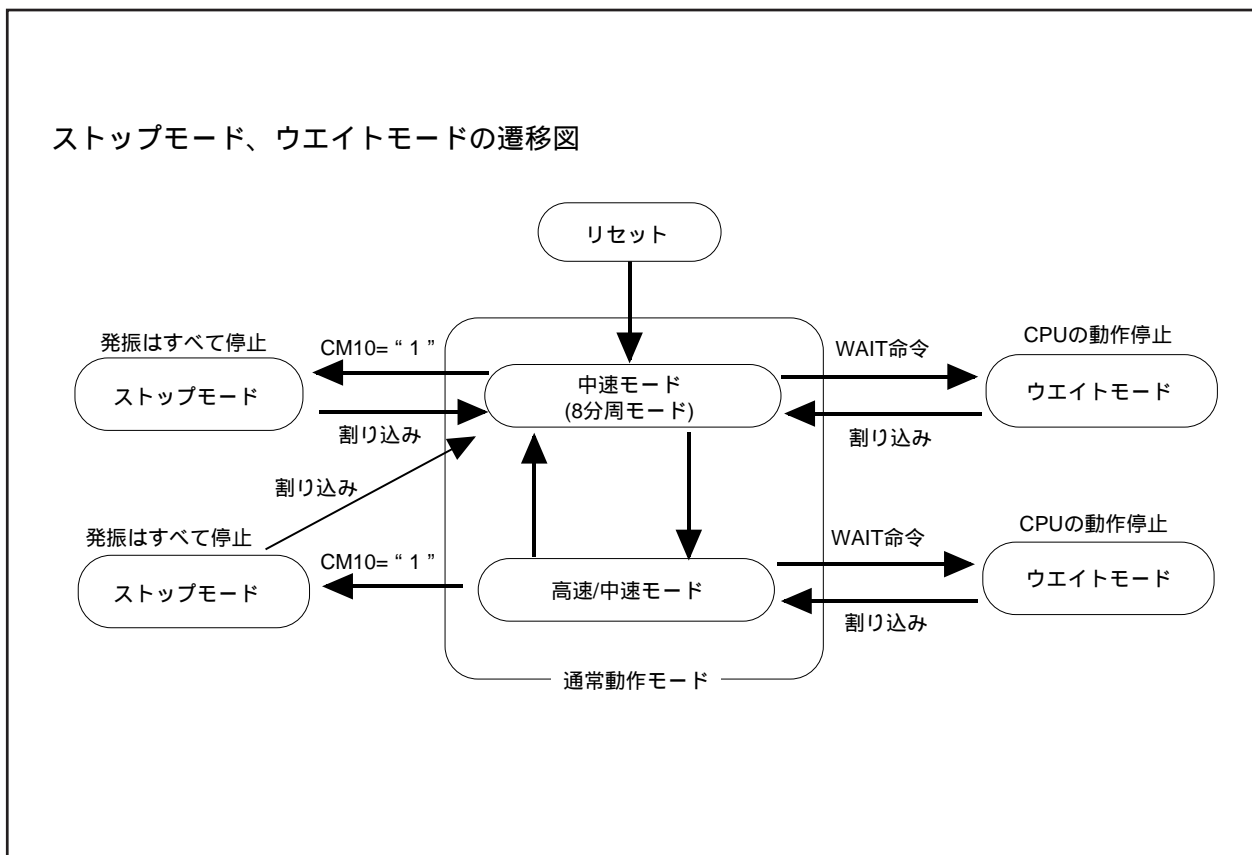 ストップモード、ウエイトモードの遷移図
リセット
発振はすべて停止
CM10= “ 1 ”
ストップモード
割り込み
中速モード
(8分周モード)
WAIT命令
CPUの動作停止
ウエイトモード
割り込み
割り込み
発振はすべて停止
CM10= “ 1 ”
ストップモード
高速/中速モード
WAIT命令
CPUの動作停止
ウエイトモード
割り込み
通常動作モード